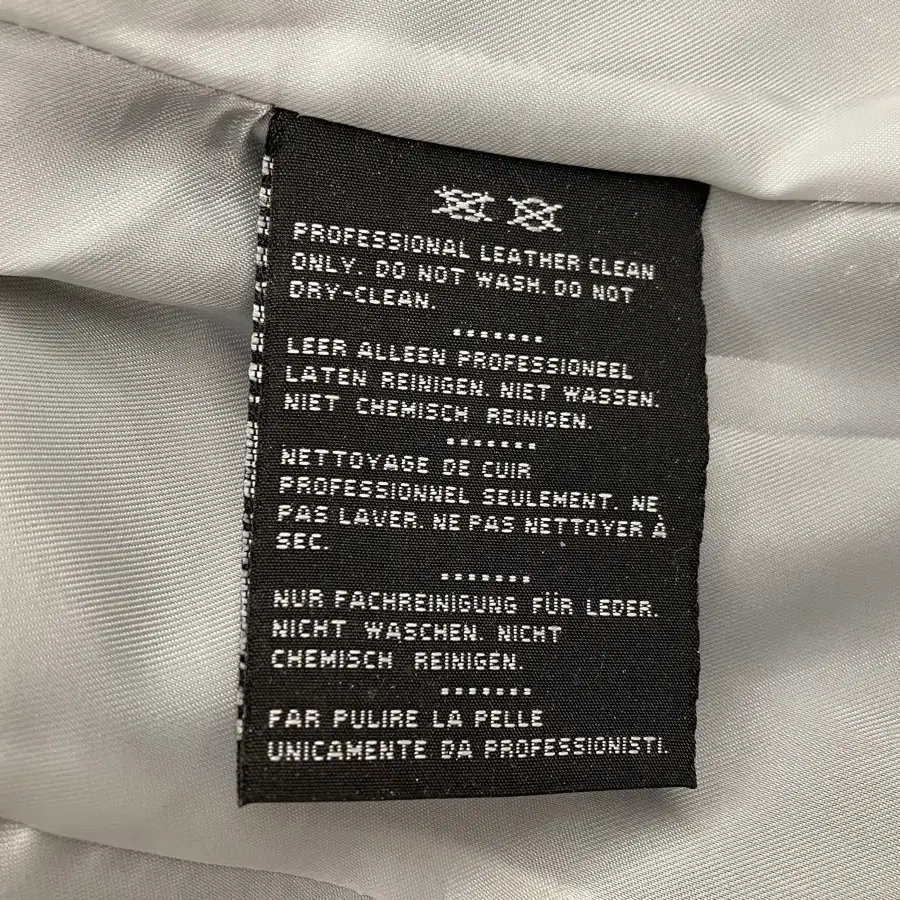 PROFESSIONAL LEATHER CLEAN
ONLY. DO NOT WASH. DO NOT
DRY-CLEAN.
.......
LEER ALLEEN PROFESSIONEEL
LATEN REINIGEN. NIET WASSEN.
NIET CHEMISCH REINIGEN.
.......
NETTOYAGE DE CUIR
PROFESSIONNEL SEULEMENT. NE
PAS LAVER. NE PAS NETTOYER À
SEC.
.......
NUR FACHREINIGUNG FÜR LEDER.
NICHT WASCHEN. NICHT
CHEMISCH REINIGEN.
.......
FAR PULIRE LA PELLE
UNICAMENTE DA PROFESSIONISTI.